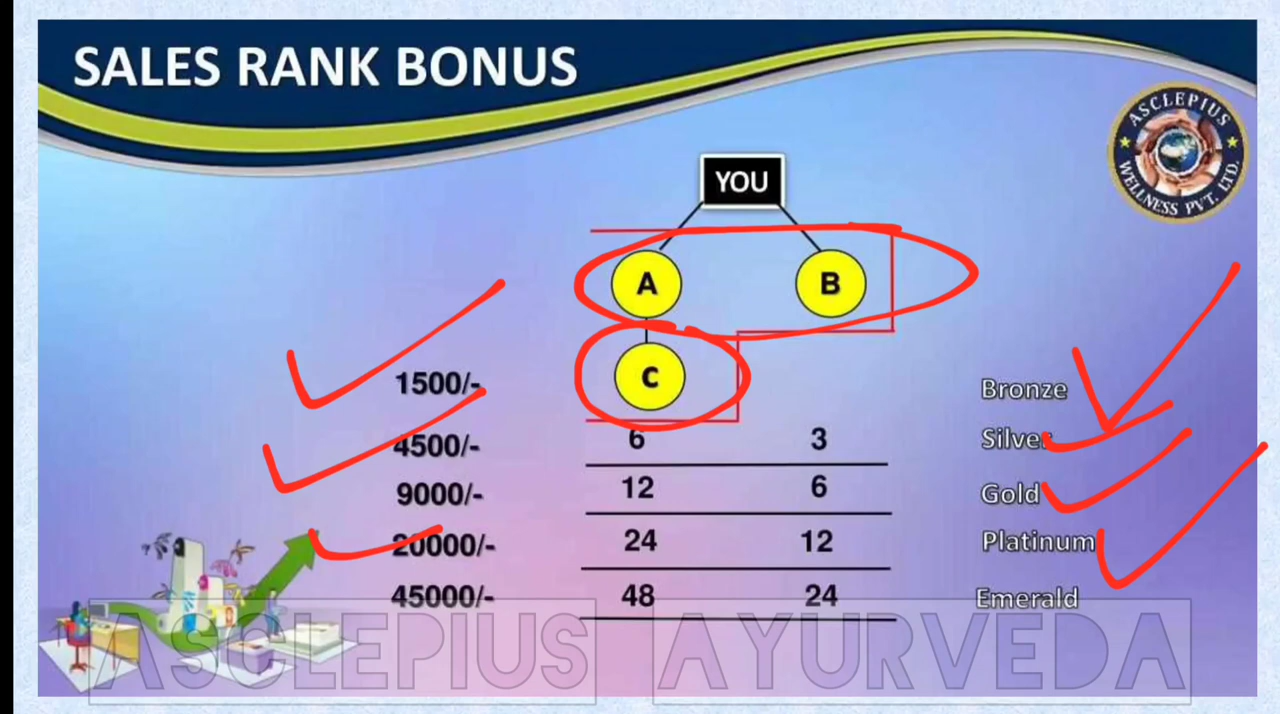 SALES RANK BONUS
ASCLEPIUS WELLNESS PVT. LTD.
YOU
A B
C
1500/- Bronze
4500/- 6 3 Silver
9000/- 12 6 Gold
20000/- 24 12 Platinum
45000/- 48 24 Emerald
ASCLEPIUS AYURVEDA